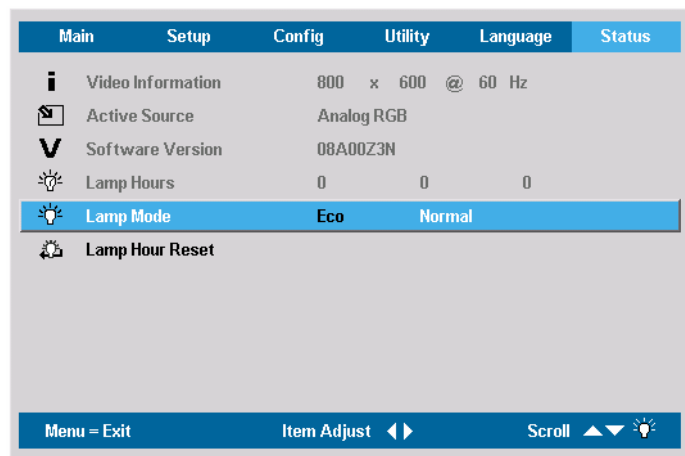 Main Setup Config Utility Language Status
i Video Information 800 x 600 @ 60 Hz
Active Source Analog RGB
V Software Version 08A00Z3N
Lamp Hours 0 0 0
Lamp Mode Eco Normal
Lamp Hour Reset
Menu = Exit Item Adjust Scroll